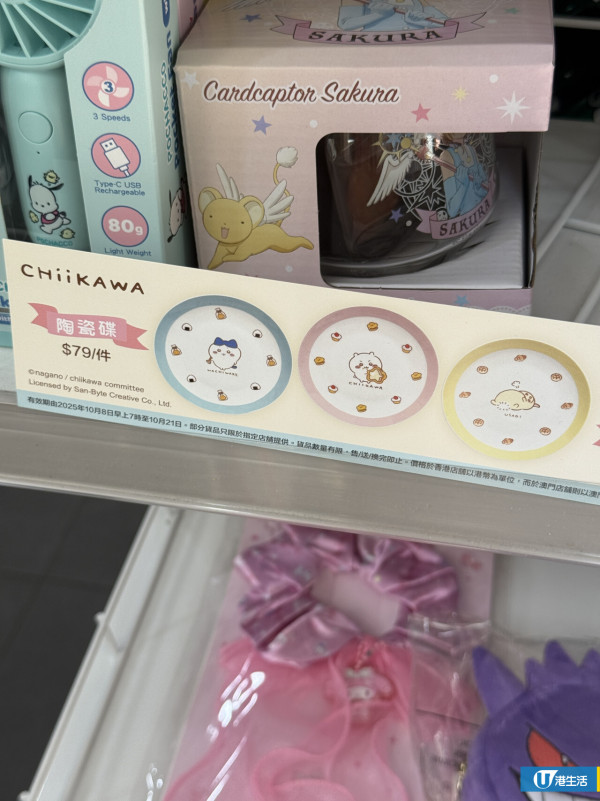 SAKURA
Cardcaptor Sakura
3
3 Speeds
Type-C USB
Rechargeable
80g
Light Weight
POCHACCO
SAKURA
CHiiKAWA
陶瓷碟
$79/件
HACHIWARE
CHIIKAWA
USAGI
©nagano / chiikawa committee
Licensed by San-Byte Creative Co., Ltd.
有效期由2025年10月8日早上7時至10月21日。部分貨品只限於指定店舖提供。貨品數量有限，售/送/換完即止。價格於香港店舖以港幣為單位，而於澳門店舖則以澳門
U 港生活